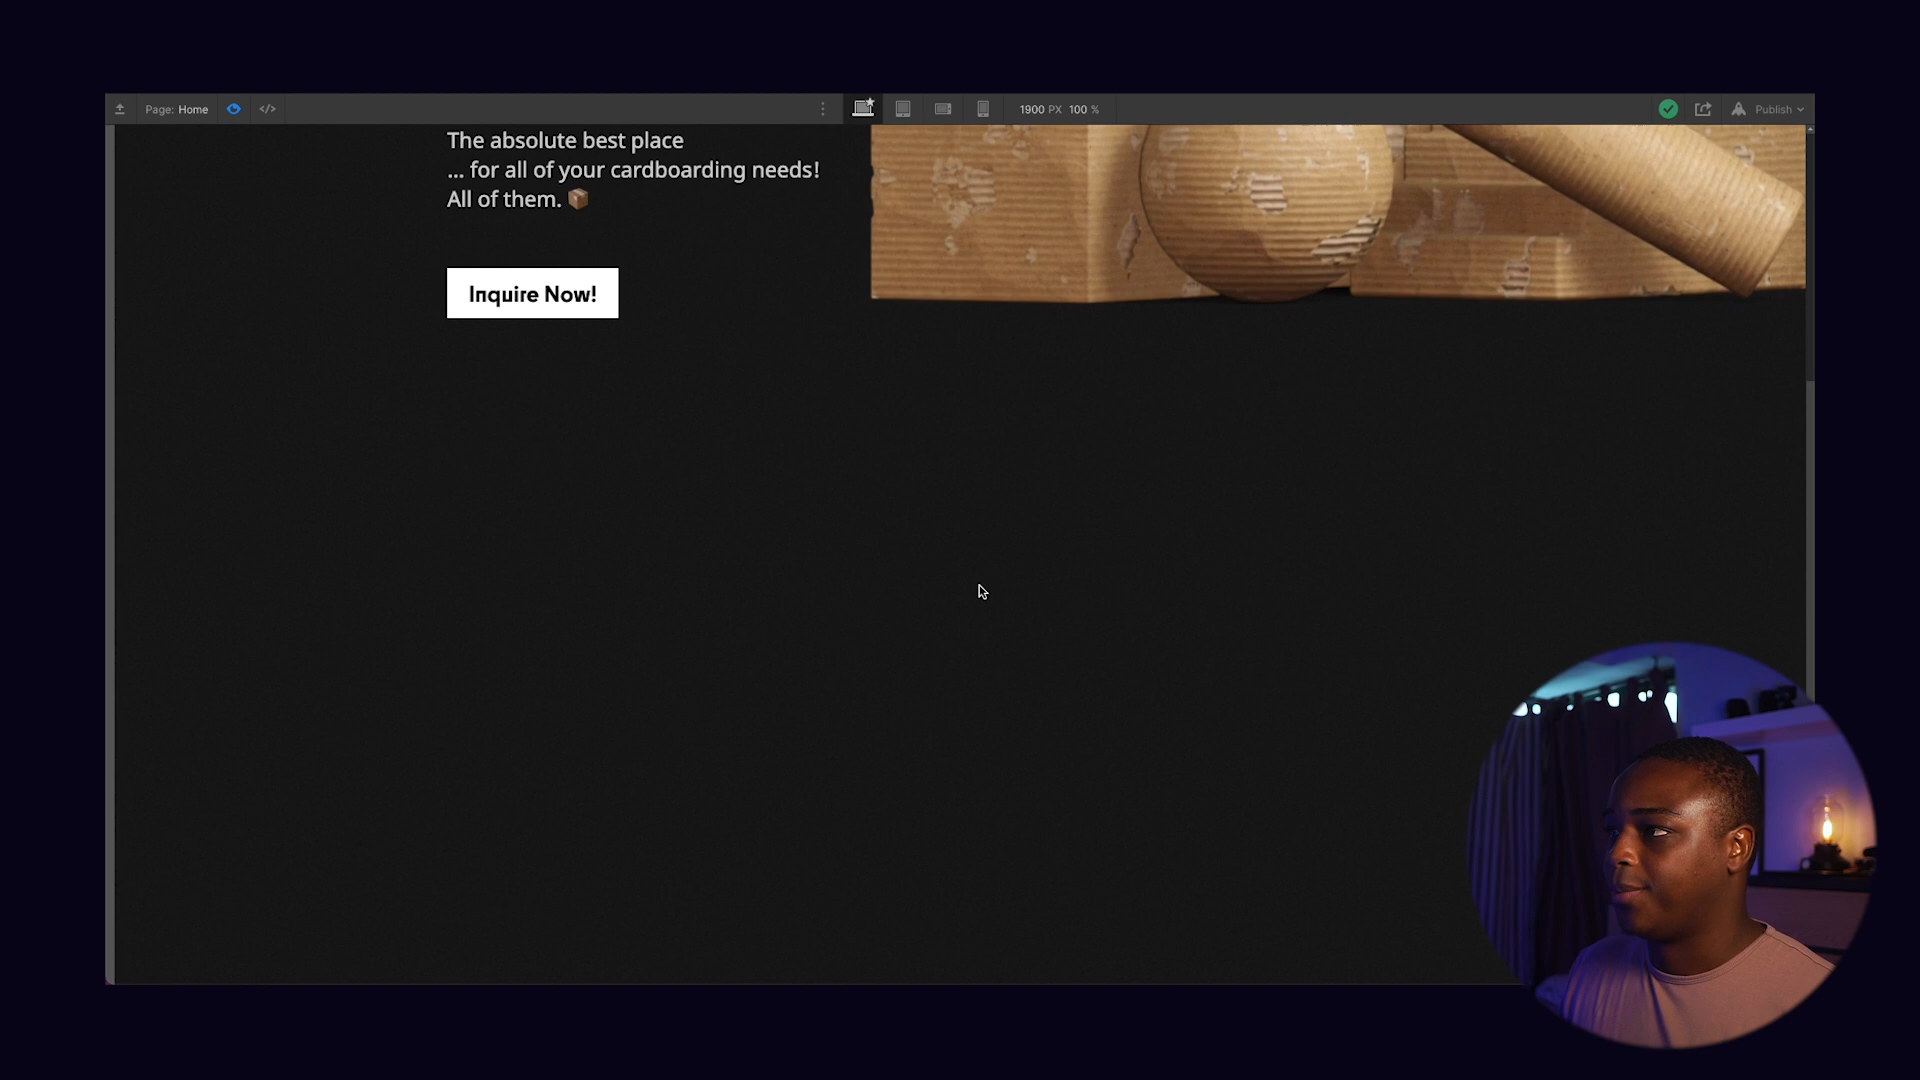 Page: Home
1900 PX 100 %
Publish
The absolute best place
... for all of your cardboarding needs!
All of them. 📦
Inquire Now!